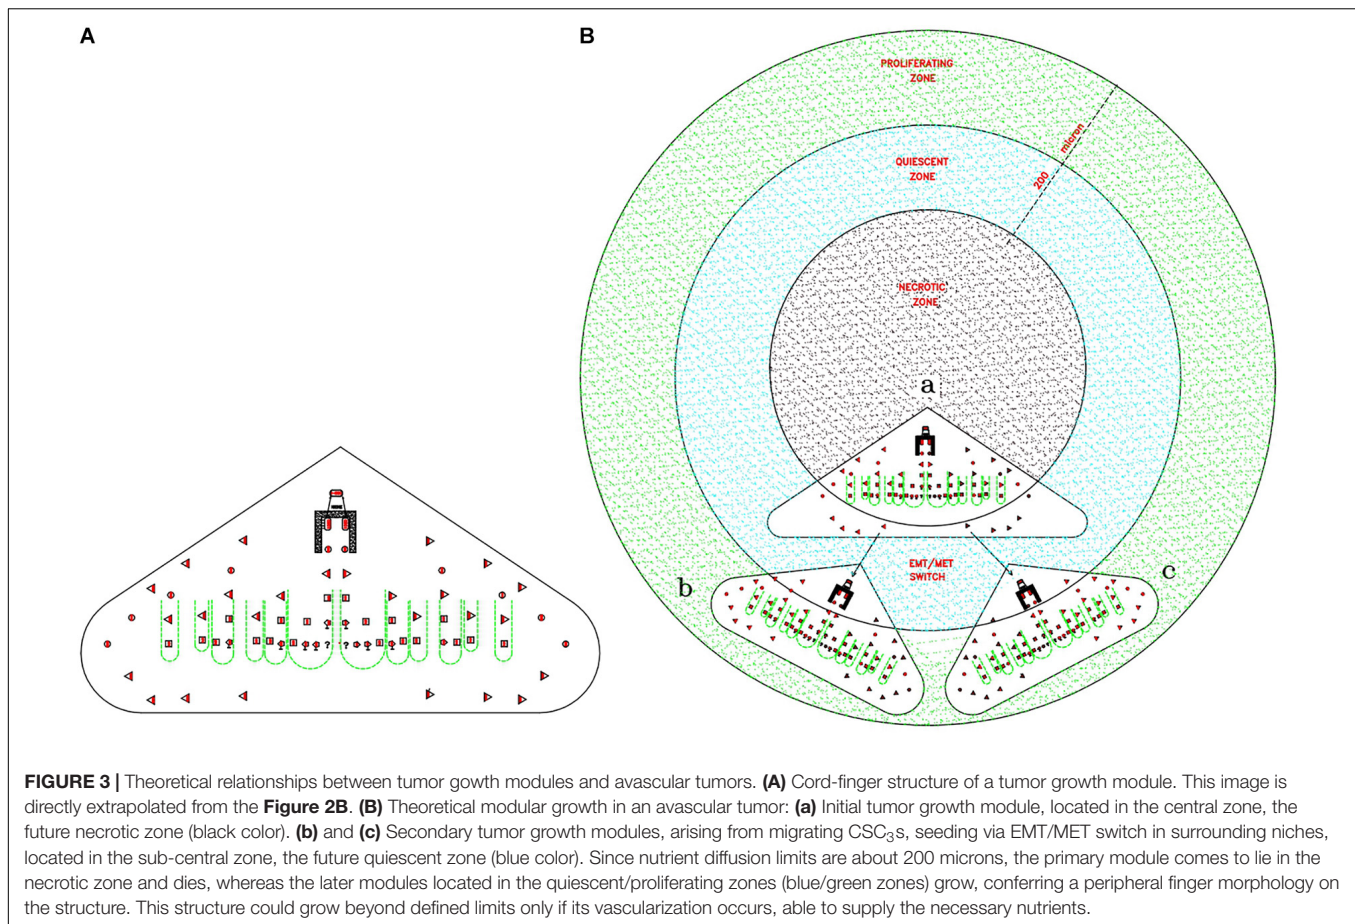 A
B
PROLIFERATING
ZONE
200 micron
QUIESCENT
ZONE
NECROTIC
ZONE
a
EMT/MET
SWITCH
b
c
? ?
FIGURE 3 | Theoretical relationships between tumor gowth modules and avascular tumors. (A) Cord-finger structure of a tumor growth module. This image is
directly extrapolated from the Figure 2B. (B) Theoretical modular growth in an avascular tumor: (a) Initial tumor growth module, located in the central zone, the
future necrotic zone (black color). (b) and (c) Secondary tumor growth modules, arising from migrating CSC₃s, seeding via EMT/MET switch in surrounding niches,
located in the sub-central zone, the future quiescent zone (blue color). Since nutrient diffusion limits are about 200 microns, the primary module comes to lie in the
necrotic zone and dies, whereas the later modules located in the quiescent/proliferating zones (blue/green zones) grow, conferring a peripheral finger morphology on
the structure. This structure could grow beyond defined limits only if its vascularization occurs, able to supply the necessary nutrients.